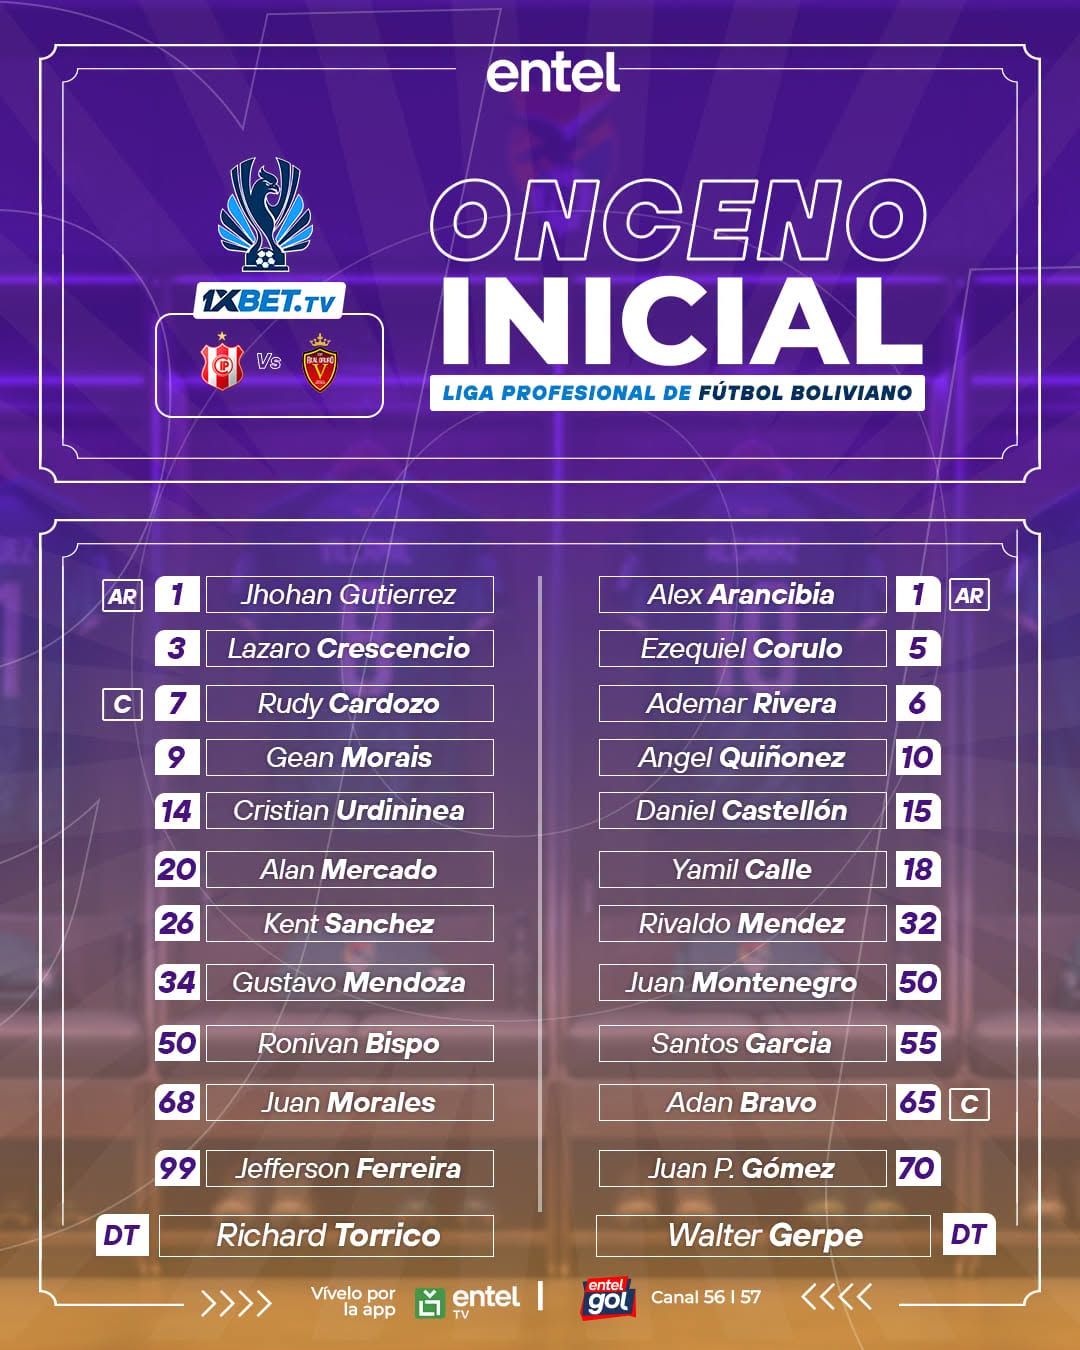 entel
ONCENO
INICIAL
1XBET.TV
LIGA PROFESIONAL DE FÚTBOL BOLIVIANO
IP Vs REAL ORURO V
AR 1 Jhohan Gutierrez
3 Lazaro Crescencio
C 7 Rudy Cardozo
9 Gean Morais
14 Cristian Urdininea
20 Alan Mercado
26 Kent Sanchez
34 Gustavo Mendoza
50 Ronivan Bispo
68 Juan Morales
99 Jefferson Ferreira
DT Richard Torrico
Alex Arancibia 1 AR
Ezequiel Corulo 5
Ademar Rivera 6
Angel Quiñonez 10
Daniel Castellón 15
Yamil Calle 18
Rivaldo Mendez 32
Juan Montenegro 50
Santos Garcia 55
Adan Bravo 65 C
Juan P. Gómez 70
Walter Gerpe DT
Vívelo por
la app
entel
TV
entel
gol
Canal 56 | 57